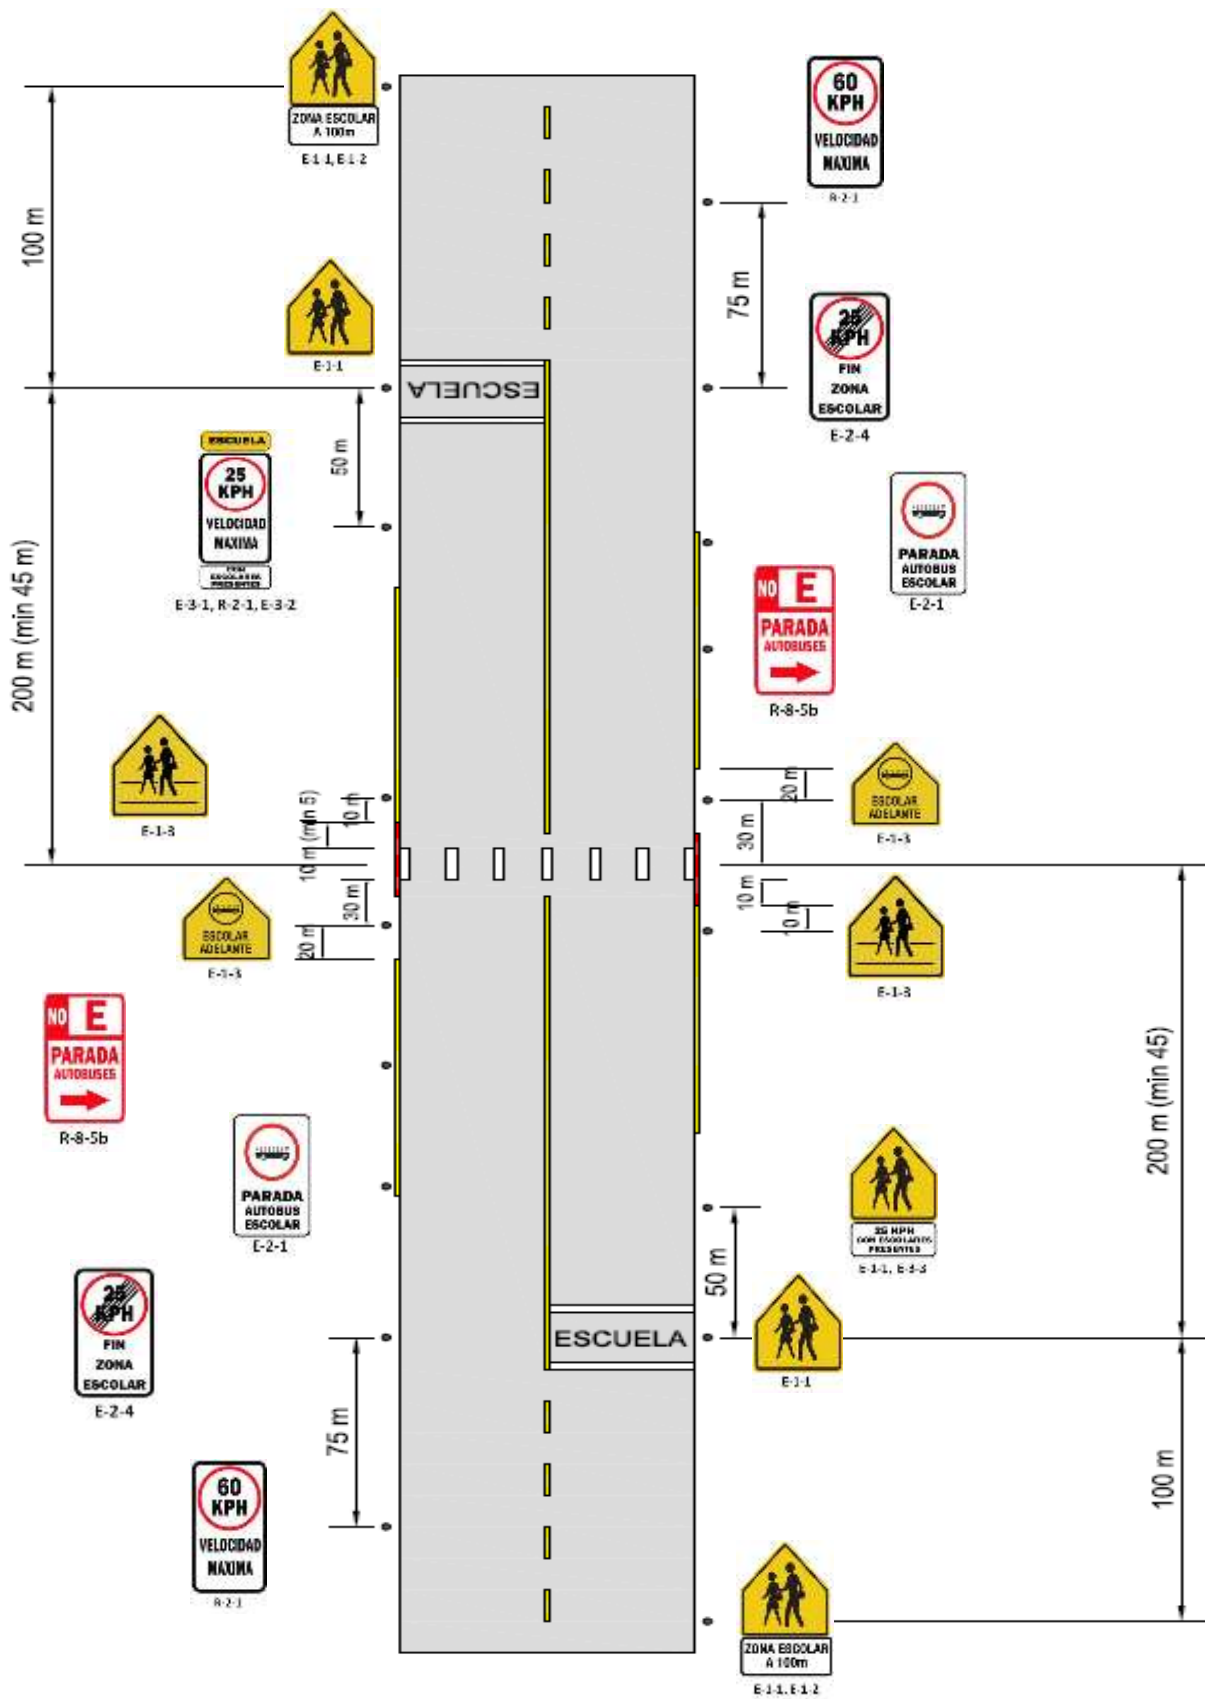 ZONA ESCOLAR
A 100m
E-1-1, E-1-2
60
KPH
VELOCIDAD
MAXIMA
R-2-1
100 m
75 m
E-1-1
25
KPH
FIN
ZONA
ESCOLAR
E-2-4
ESCUELA
50 m
ESCUELA
25
KPH
VELOCIDAD
MAXIMA
CON
ESCOLARES
PRESENTES
E-3-1, R-2-1, E-3-2
PARADA
AUTOBUS
ESCOLAR
E-2-1
NO E
PARADA
AUTOBUSES
R-8-5b
200 m (min 45 m)
E-1-3
10 m
10 m (min 5)
30 m
20 m
20 m
30 m
ESCOLAR
ADELANTE
E-1-3
10 m
10 m
E-1-3
ESCOLAR
ADELANTE
E-1-3
NO E
PARADA
AUTOBUSES
R-8-5b
200 m (min 45)
PARADA
AUTOBUS
ESCOLAR
E-2-1
25 KPH
CON ESCOLARES
PRESENTES
E-1-1, E-3-3
50 m
25
KPH
FIN
ZONA
ESCOLAR
E-2-4
ESCUELA
E-1-1
75 m
100 m
60
KPH
VELOCIDAD
MAXIMA
R-2-1
ZONA ESCOLAR
A 100m
E-1-1, E-1-2